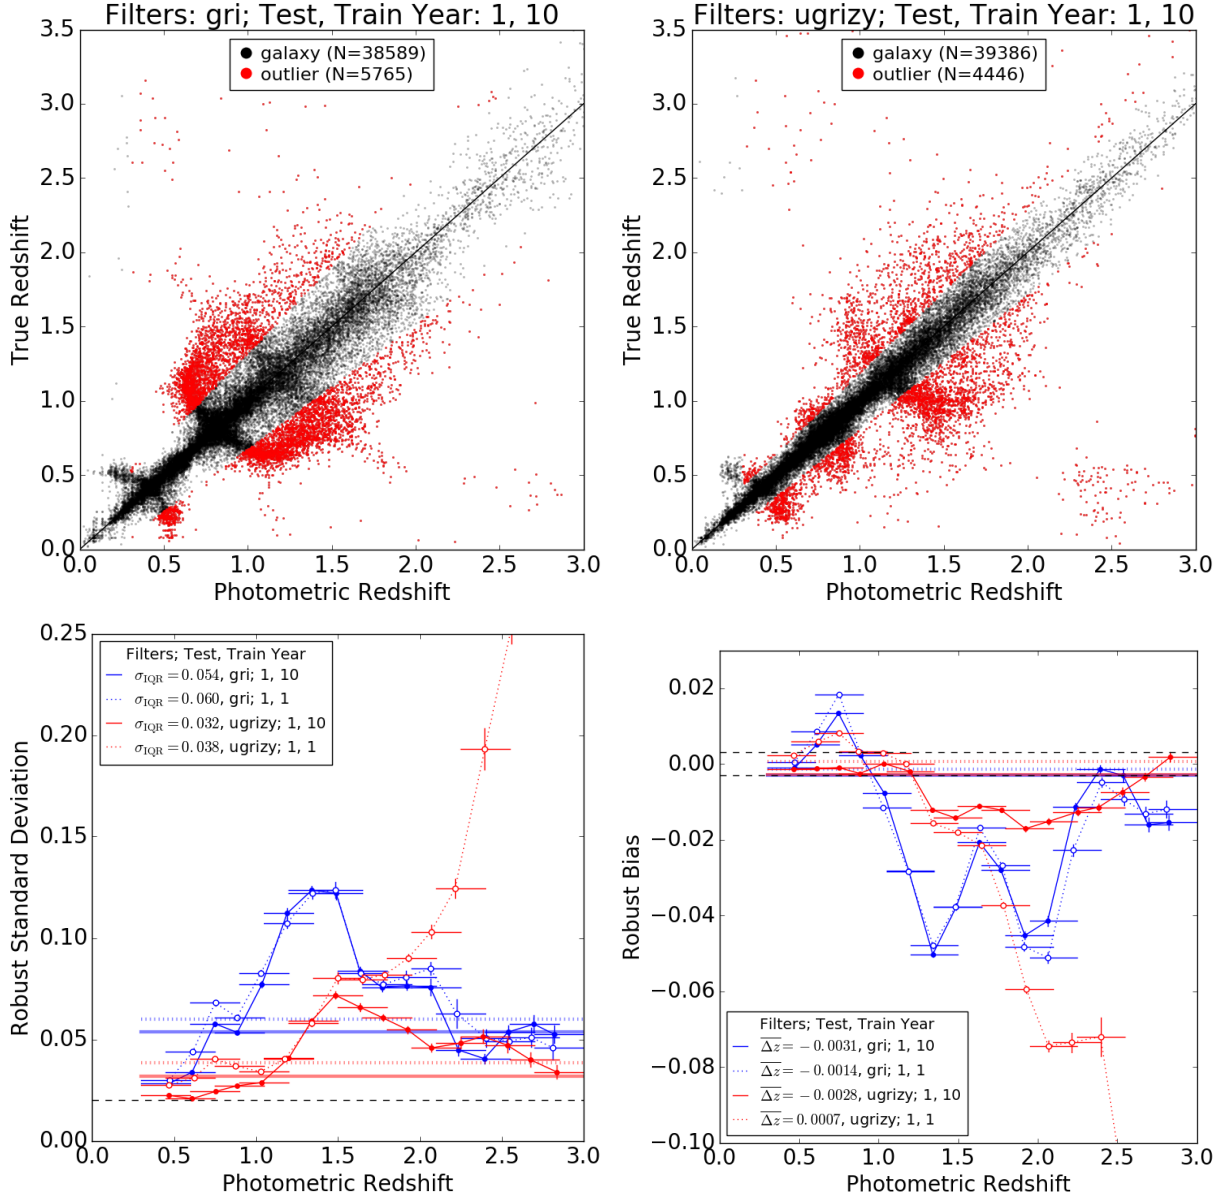 Filters: gri; Test, Train Year: 1, 10
3.5
3.0
2.5
2.0
1.5
1.0
0.5
0.0
True Redshift
galaxy (N=38589)
outlier (N=5765)
0.0 0.5 1.0 1.5 2.0 2.5 3.0
Photometric Redshift
Filters: ugrizy; Test, Train Year: 1, 10
3.5
3.0
2.5
2.0
1.5
1.0
0.5
0.0
True Redshift
galaxy (N=39386)
outlier (N=4446)
0.0 0.5 1.0 1.5 2.0 2.5 3.0
Photometric Redshift
0.25
0.20
0.15
0.10
0.05
0.00
Robust Standard Deviation
Filters; Test, Train Year
σIQR = 0.054, gri; 1, 10
σIQR = 0.060, gri; 1, 1
σIQR = 0.032, ugrizy; 1, 10
σIQR = 0.038, ugrizy; 1, 1
0.0 0.5 1.0 1.5 2.0 2.5 3.0
Photometric Redshift
0.02
0.00
−0.02
−0.04
−0.06
−0.08
−0.10
Robust Bias
Filters; Test, Train Year
Δz = −0.0031, gri; 1, 10
Δz = −0.0014, gri; 1, 1
Δz = −0.0028, ugrizy; 1, 10
Δz = 0.0007, ugrizy; 1, 1
0.0 0.5 1.0 1.5 2.0 2.5 3.0
Photometric Redshift